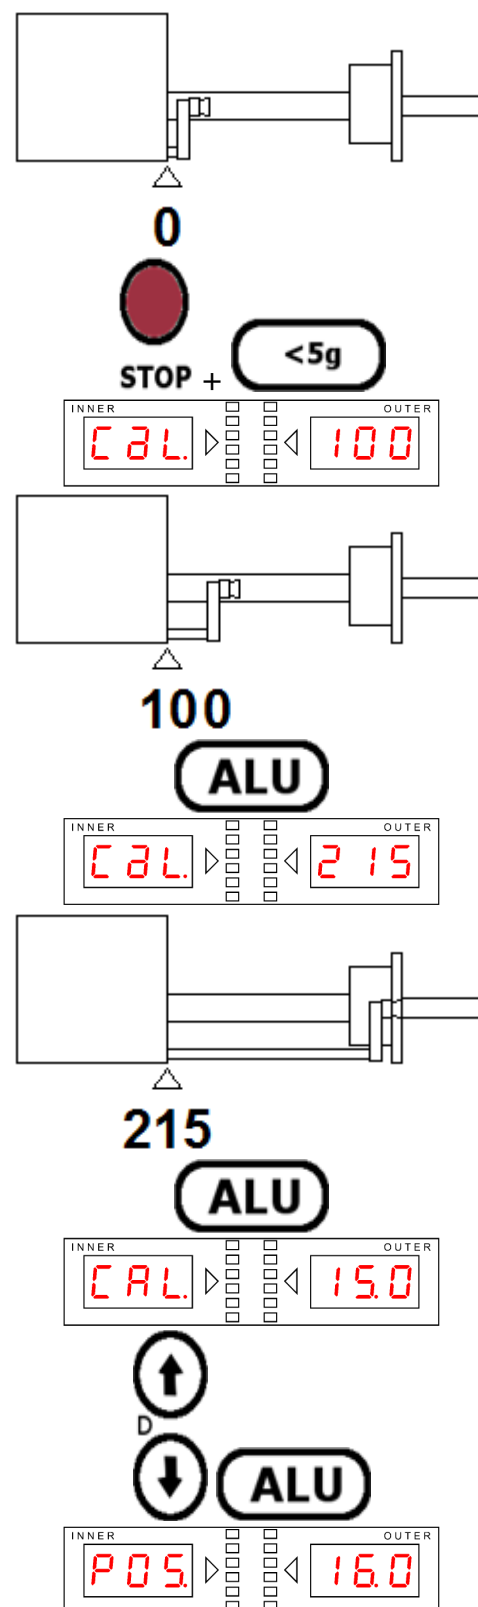 0
<5g
STOP +
INNER OUTER
CAL. 100
100
ALU
INNER OUTER
CAL. 215
215
ALU
INNER OUTER
CAL. 15.0
D
ALU
INNER OUTER
POS. 16.0